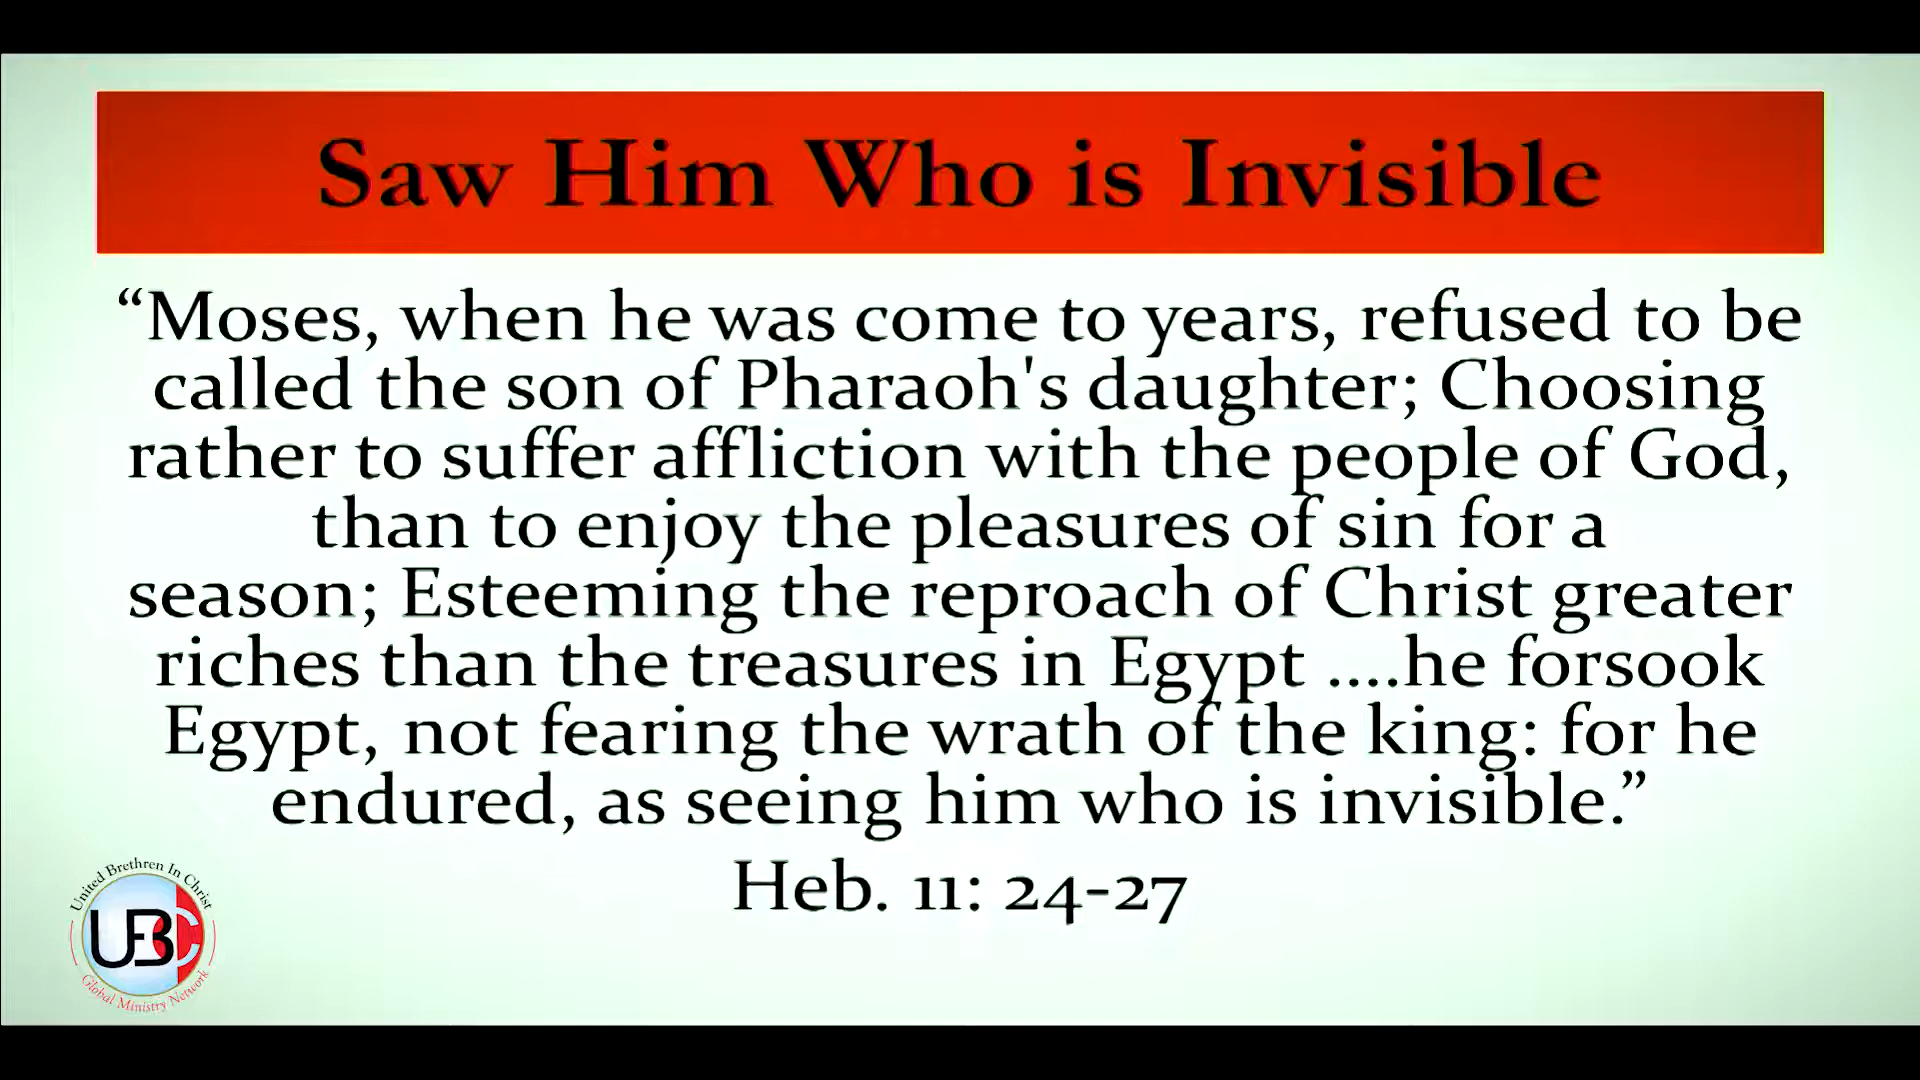 Saw Him Who is Invisible
“Moses, when he was come to years, refused to be
called the son of Pharaoh's daughter; Choosing
rather to suffer affliction with the people of God,
than to enjoy the pleasures of sin for a
season; Esteeming the reproach of Christ greater
riches than the treasures in Egypt ....he forsook
Egypt, not fearing the wrath of the king: for he
endured, as seeing him who is invisible.”
Heb. 11: 24-27
United Brethren In Christ
UBC
Global Ministry Network